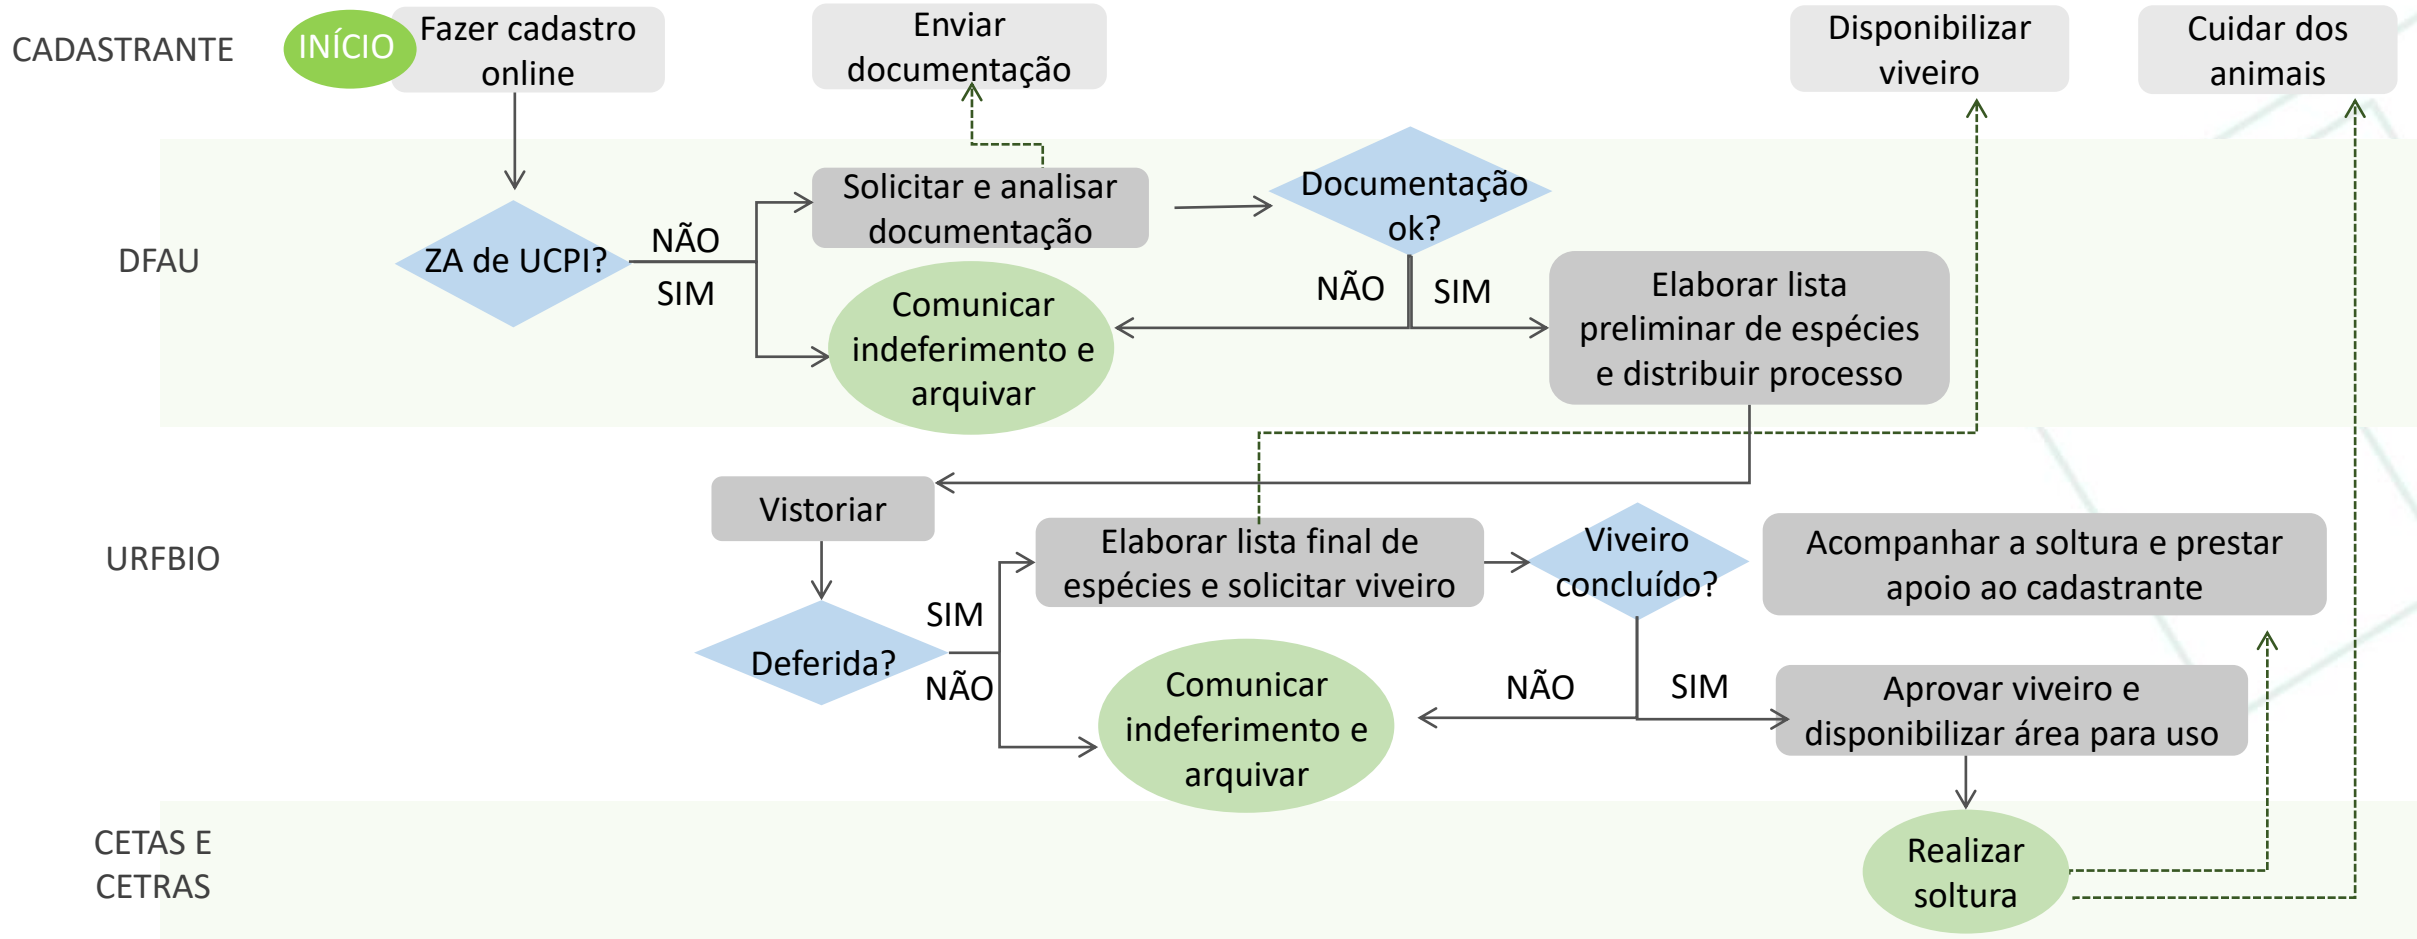 CADASTRANTE
INÍCIO
Fazer cadastro
online
Enviar
documentação
Disponibilizar
viveiro
Cuidar dos
animais
DFAU
ZA de UCPI?
NÃO
SIM
Solicitar e analisar
documentação
Comunicar
indeferimento e
arquivar
Documentação
ok?
NÃO
SIM
Elaborar lista
preliminar de espécies
e distribuir processo
URFBIO
Vistoriar
Deferida?
SIM
NÃO
Elaborar lista final de
espécies e solicitar viveiro
Comunicar
indeferimento e
arquivar
Viveiro
concluído?
NÃO
SIM
Acompanhar a soltura e prestar
apoio ao cadastrante
Aprovar viveiro e
disponibilizar área para uso
CETAS E
CETRAS
Realizar
soltura